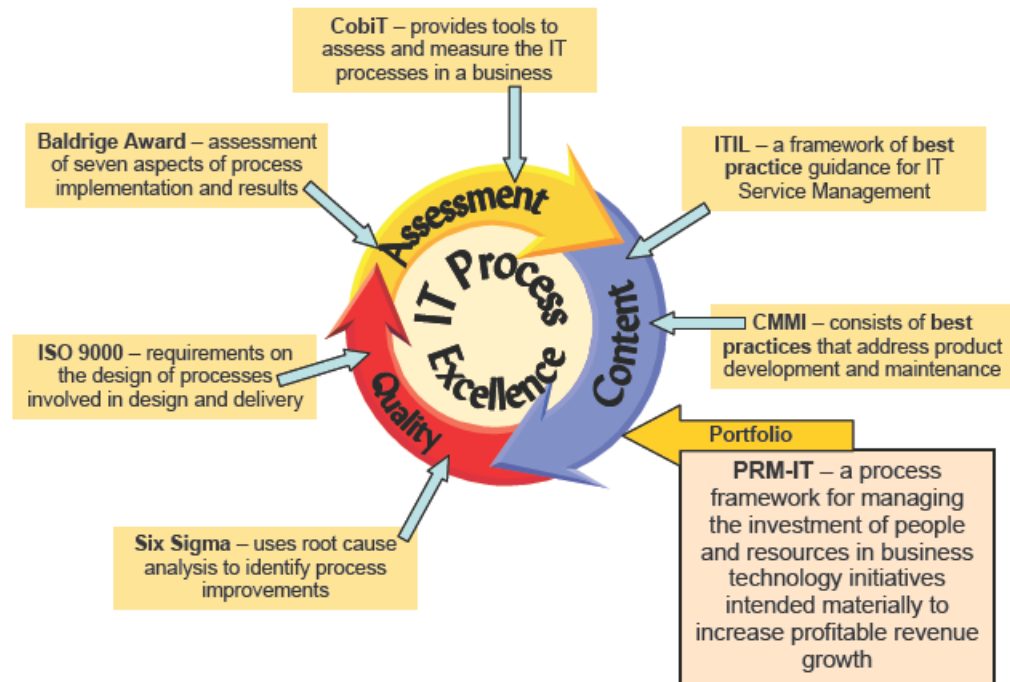 CobiT – provides tools to
assess and measure the IT
processes in a business
Baldrige Award – assessment
of seven aspects of process
implementation and results
ITIL – a framework of best
practice guidance for IT
Service Management
Assessment
IT Process
Excellence
Content
Quality
ISO 9000 – requirements on
the design of processes
involved in design and delivery
CMMI – consists of best
practices that address product
development and maintenance
Portfolio
PRM-IT – a process
framework for managing
the investment of people
and resources in business
technology initiatives
intended materially to
increase profitable revenue
growth
Six Sigma – uses root cause
analysis to identify process
improvements